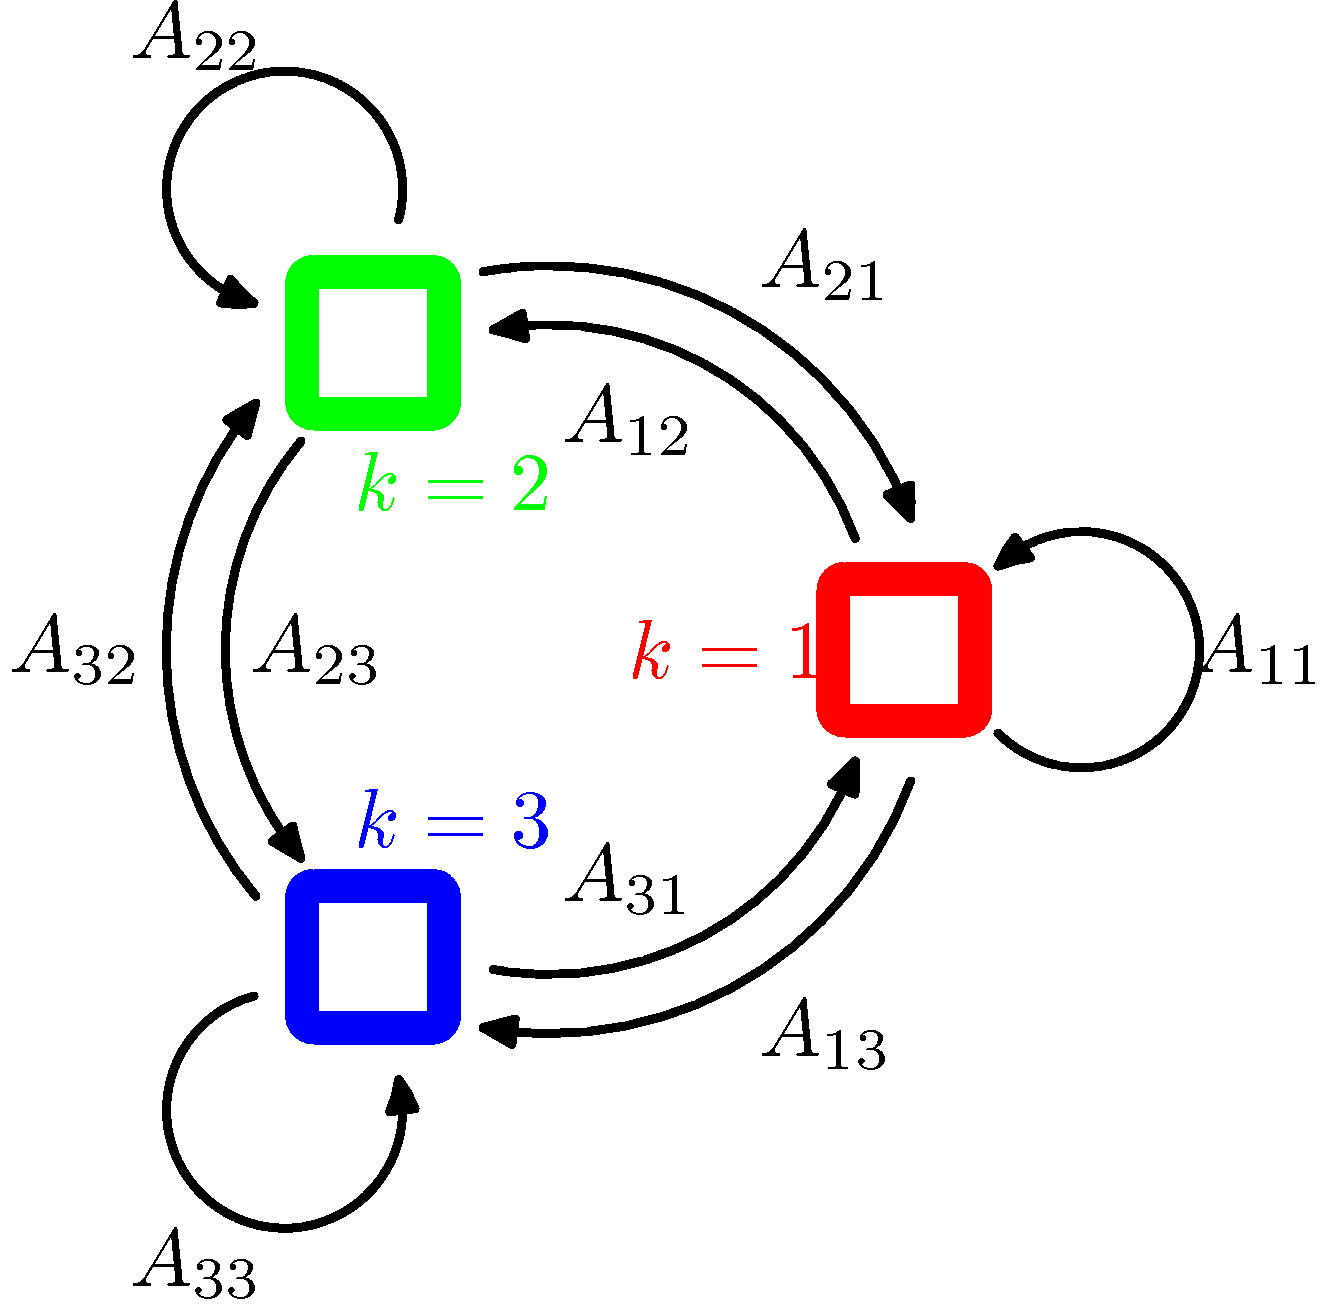 A₂₂
A₂₁
A₁₂
k = 2
A₃₂
A₂₃
k = 1
A₁₁
k = 3
A₃₁
A₁₃
A₃₃